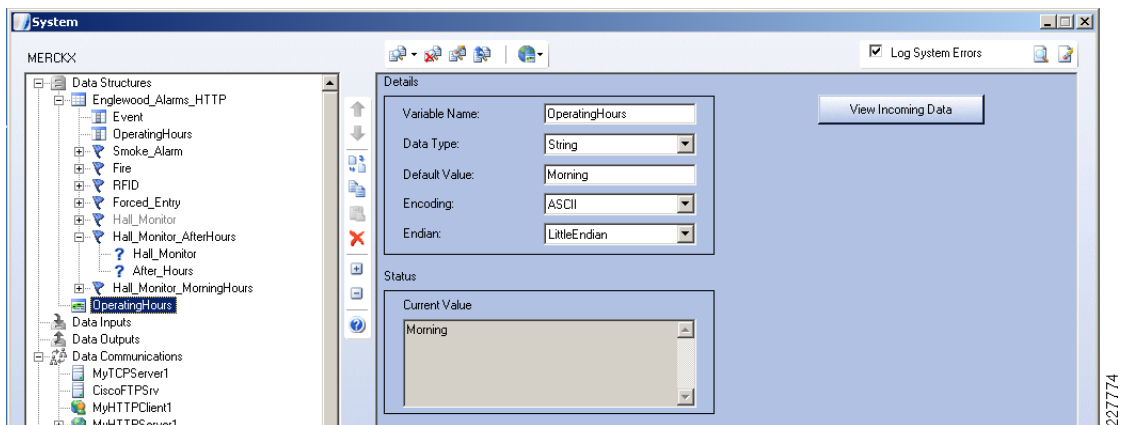 System
MERCKX
Log System Errors
Data Structures
Englewood_Alarms_HTTP
Event
OperatingHours
Smoke_Alarm
Fire
RFID
Forced_Entry
Hall_Monitor
Hall_Monitor_AfterHours
? Hall_Monitor
? After_Hours
Hall_Monitor_MorningHours
OperatingHours
Data Inputs
Data Outputs
Data Communications
MyTCPServer1
CiscoFTPSrv
MyHTTPClient1
MyHTTPServer1
Details
Variable Name: OperatingHours
Data Type: String
Default Value: Morning
Encoding: ASCII
Endian: LittleEndian
View Incoming Data
Status
Current Value
Morning
227774